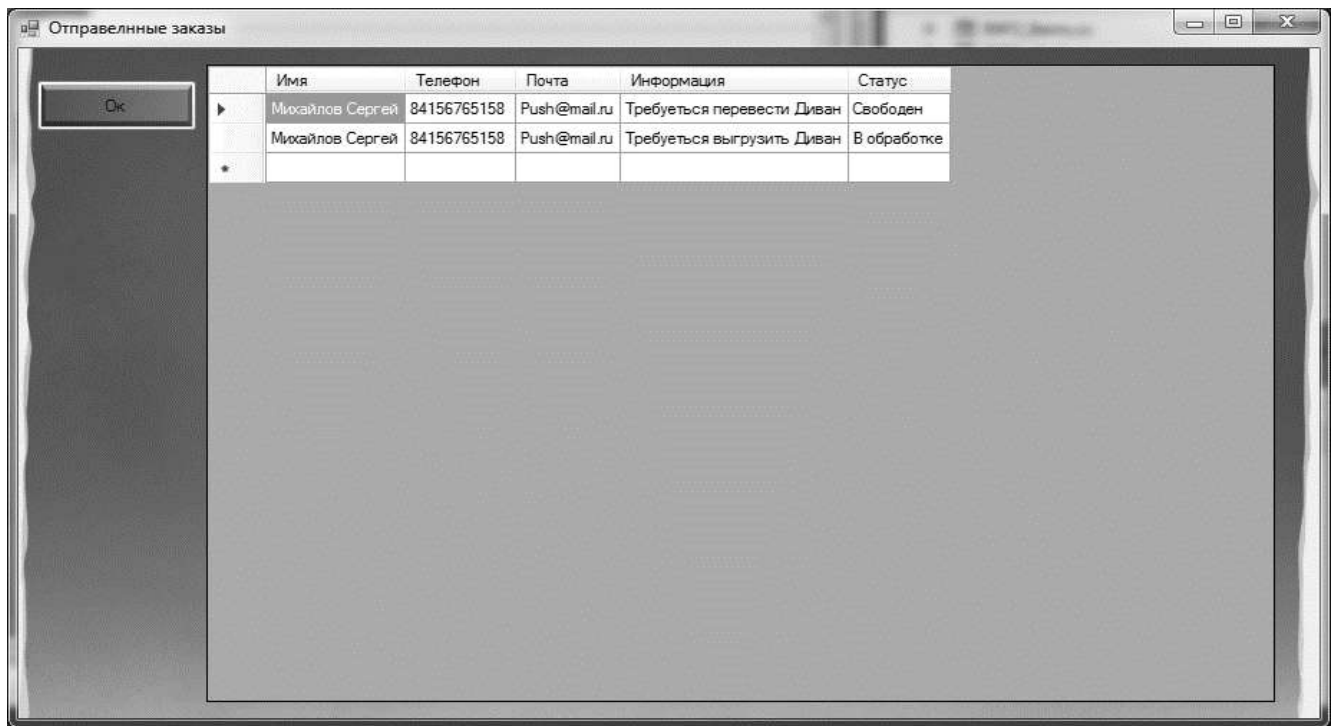 Отправелнные заказы
Ок
Имя Телефон Почта Информация Статус
Михайлов Сергей 84156765158 Push@mail.ru Требуеться перевести Диван Свободен
Михайлов Сергей 84156765158 Push@mail.ru Требуеться выгрузить Диван В обработке